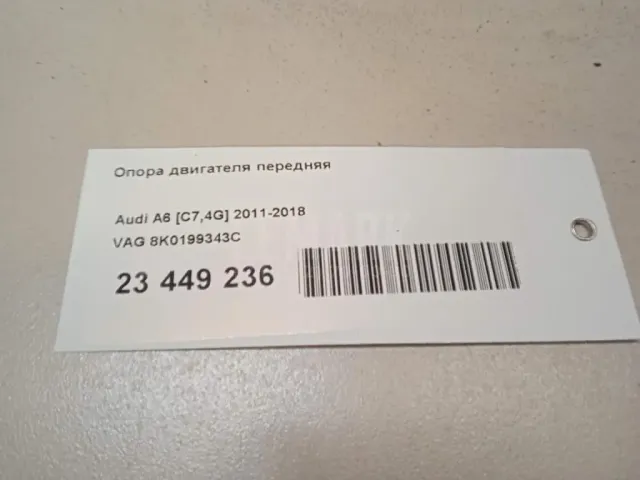 Опора двигателя передняя
Audi A6 [C7,4G] 2011-2018
VAG 8K0199343C
23 449 236